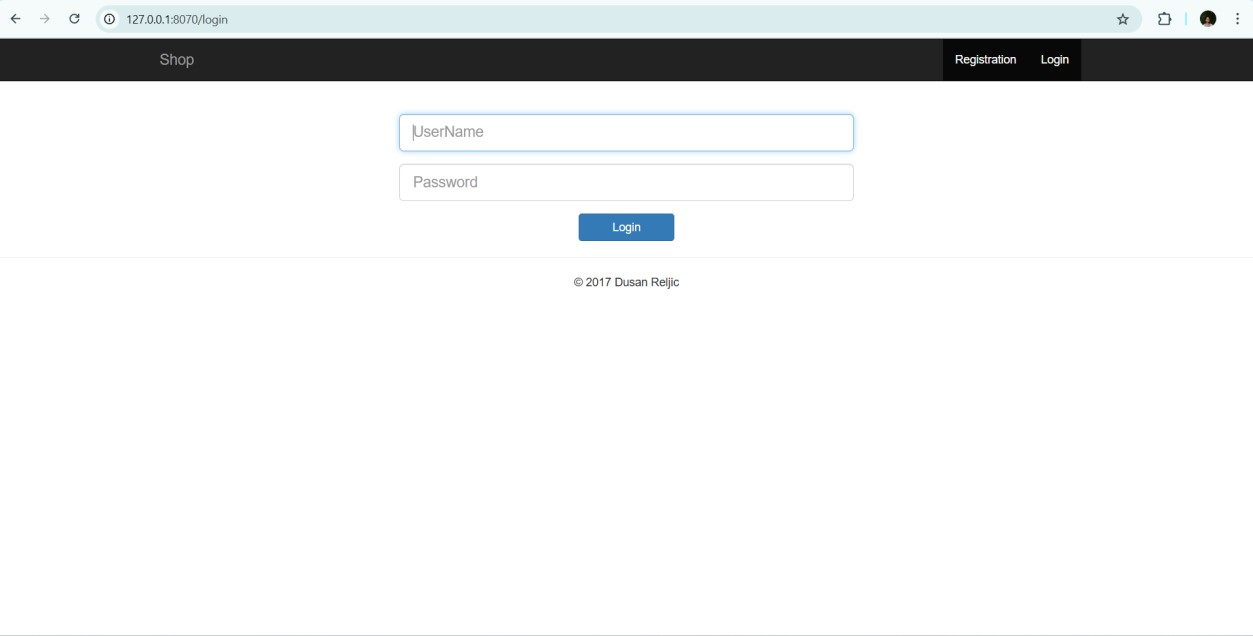 127.0.0.1:8070/login
Shop
Registration Login
UserName
Password
Login
© 2017 Dusan Reljic